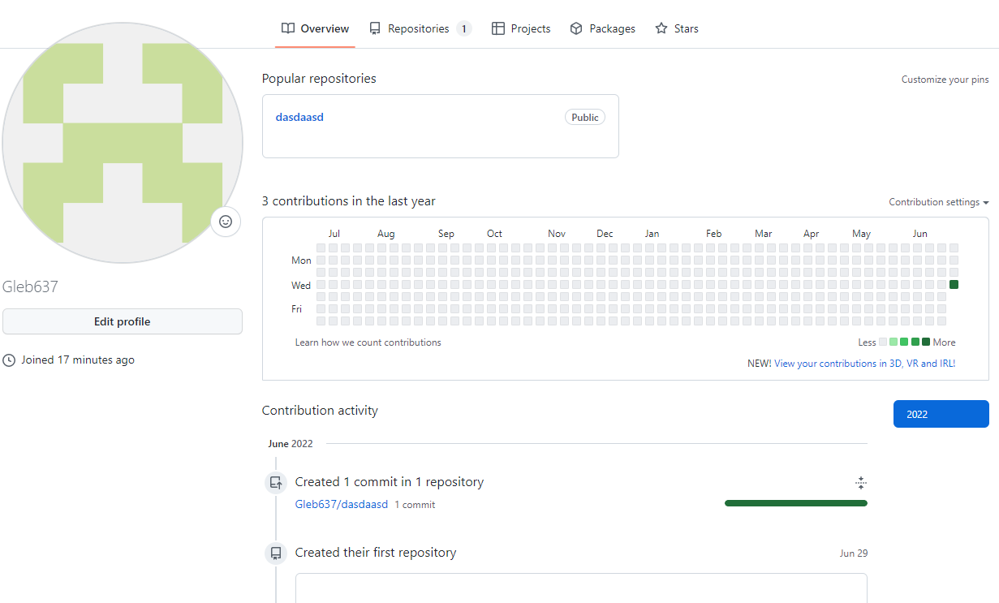 Overview Repositories 1 Projects Packages Stars
Popular repositories
Customize your pins
dasdaasd Public
3 contributions in the last year
Contribution settings
Jul Aug Sep Oct Nov Dec Jan Feb Mar Apr May Jun
Mon
Wed
Fri
Learn how we count contributions
Less More
NEW! View your contributions in 3D, VR and IRL!
Gleb637
Edit profile
Joined 17 minutes ago
Contribution activity
2022
June 2022
Created 1 commit in 1 repository
Gleb637/dasdaasd 1 commit
Created their first repository
Jun 29